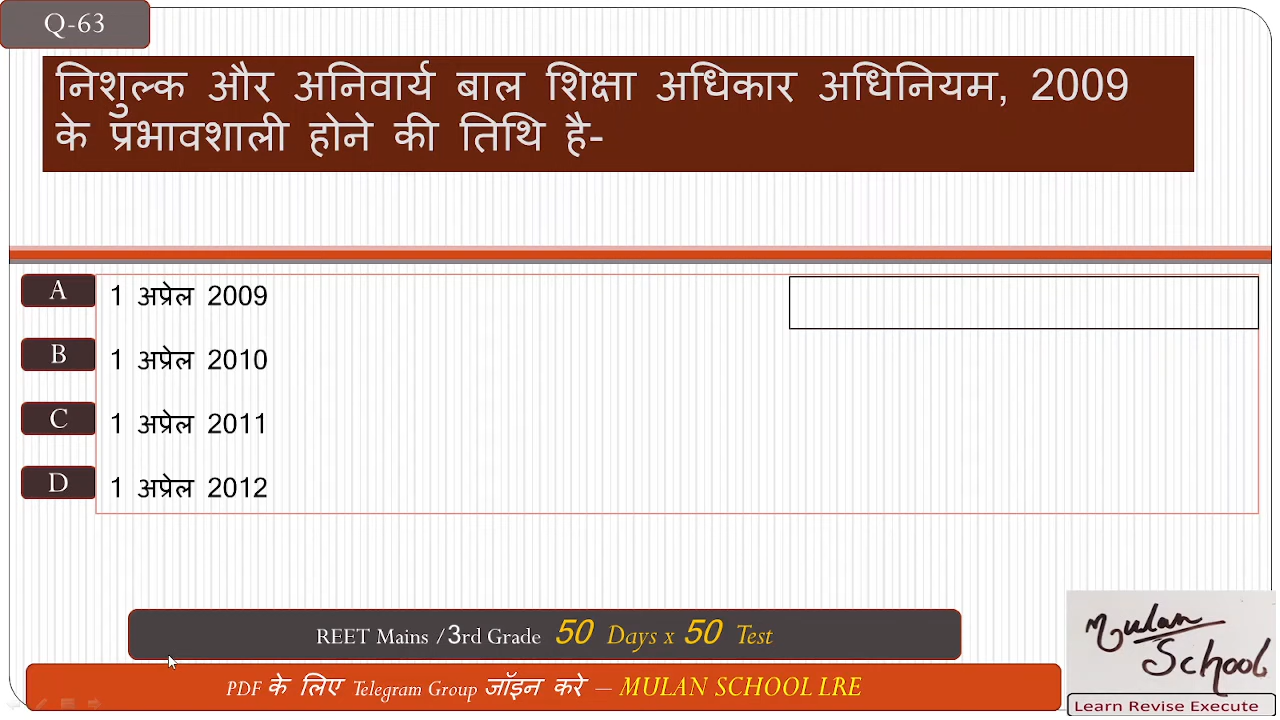 Q-63
निशुल्क और अनिवार्य बाल शिक्षा अधिकार अधिनियम, 2009
के प्रभावशाली होने की तिथि है-
A 1 अप्रेल 2009
B 1 अप्रेल 2010
C 1 अप्रेल 2011
D 1 अप्रेल 2012
REET Mains /3rd Grade 50 Days x 50 Test
PDF के लिए Telegram Group जॉइन करे – MULAN SCHOOL LRE
Mulan
School
Learn Revise Execute